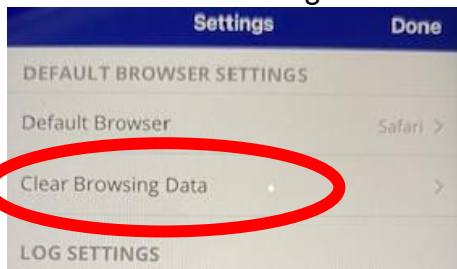 Settings Done
DEFAULT BROWSER SETTINGS
Default Browser Safari >
Clear Browsing Data >
LOG SETTINGS